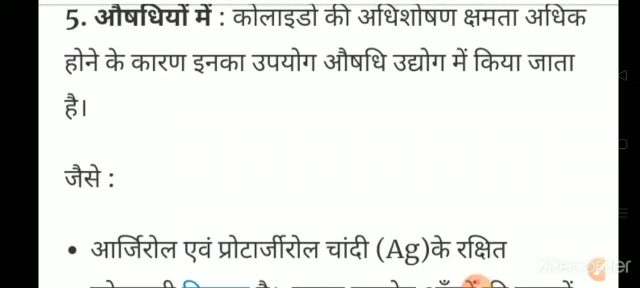 5. औषधियों में : कोलाइडो की अधिशोषण क्षमता अधिक
होने के कारण इनका उपयोग औषधि उद्योग में किया जाता
है।
जैसे :
• आर्जिरोल एवं प्रोटार्जीरोल चांदी (Ag)के रक्षित